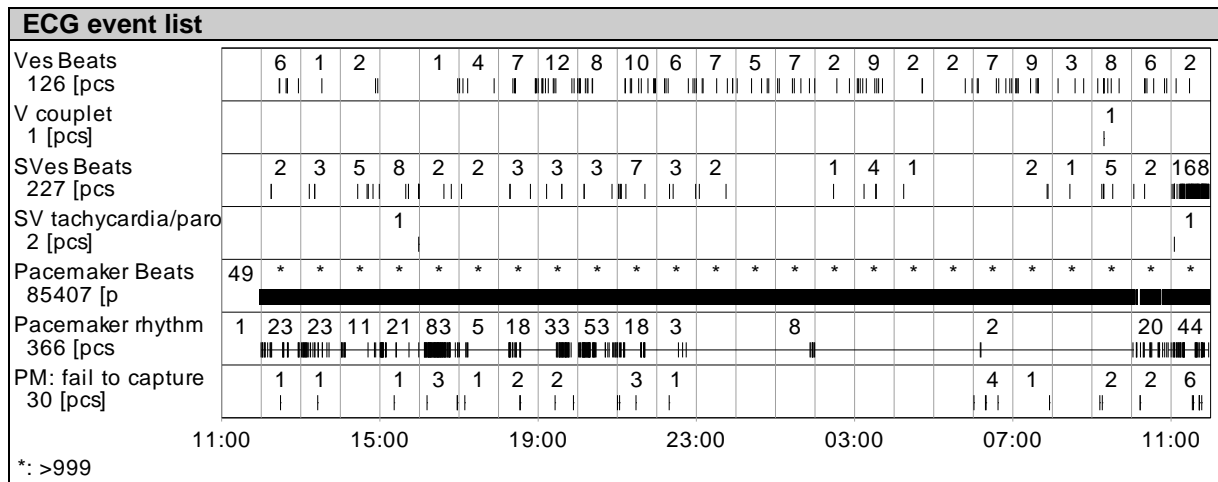 ECG event list
Ves Beats 6 1 2 1 4 7 12 8 10 6 7 5 7 2 9 2 2 7 9 3 8 6 2
126 [pcs
V couplet 1
1 [pcs]
SVes Beats 2 3 5 8 2 2 3 3 3 7 3 2 1 4 1 2 1 5 2 168
227 [pcs
SV tachycardia/paro 1 1
2 [pcs]
Pacemaker Beats 49 * * * * * * * * * * * * * * * * * * * * * * * *
85407 [p
Pacemaker rhythm 1 23 23 11 21 83 5 18 33 53 18 3 8 2 20 44
366 [pcs
PM: fail to capture 1 1 1 3 1 2 2 3 1 4 1 2 2 6
30 [pcs]
11:00 15:00 19:00 23:00 03:00 07:00 11:00
*: >999